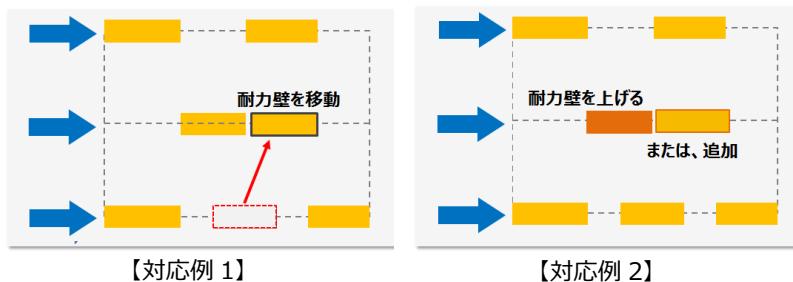 耐力壁を移動
耐力壁を上げる
または、追加
【対応例 1】
【対応例 2】